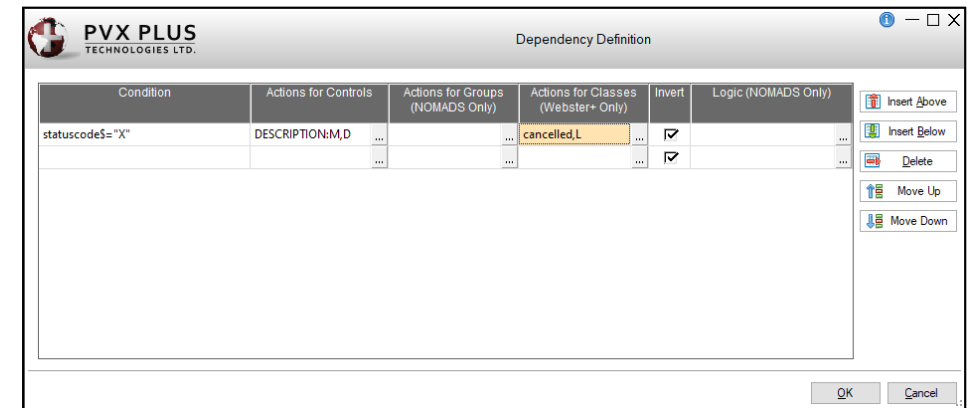 PVX PLUS
TECHNOLOGIES LTD.
Dependency Definition
Condition
Actions for Controls
Actions for Groups
(NOMADS Only)
Actions for Classes
(Webster+ Only)
Invert
Logic (NOMADS Only)
statuscode$="X"
DESCRIPTION:M,D
...
...
cancelled,L
...
...
...
...
...
...
Insert Above
Insert Below
Delete
Move Up
Move Down
OK
Cancel